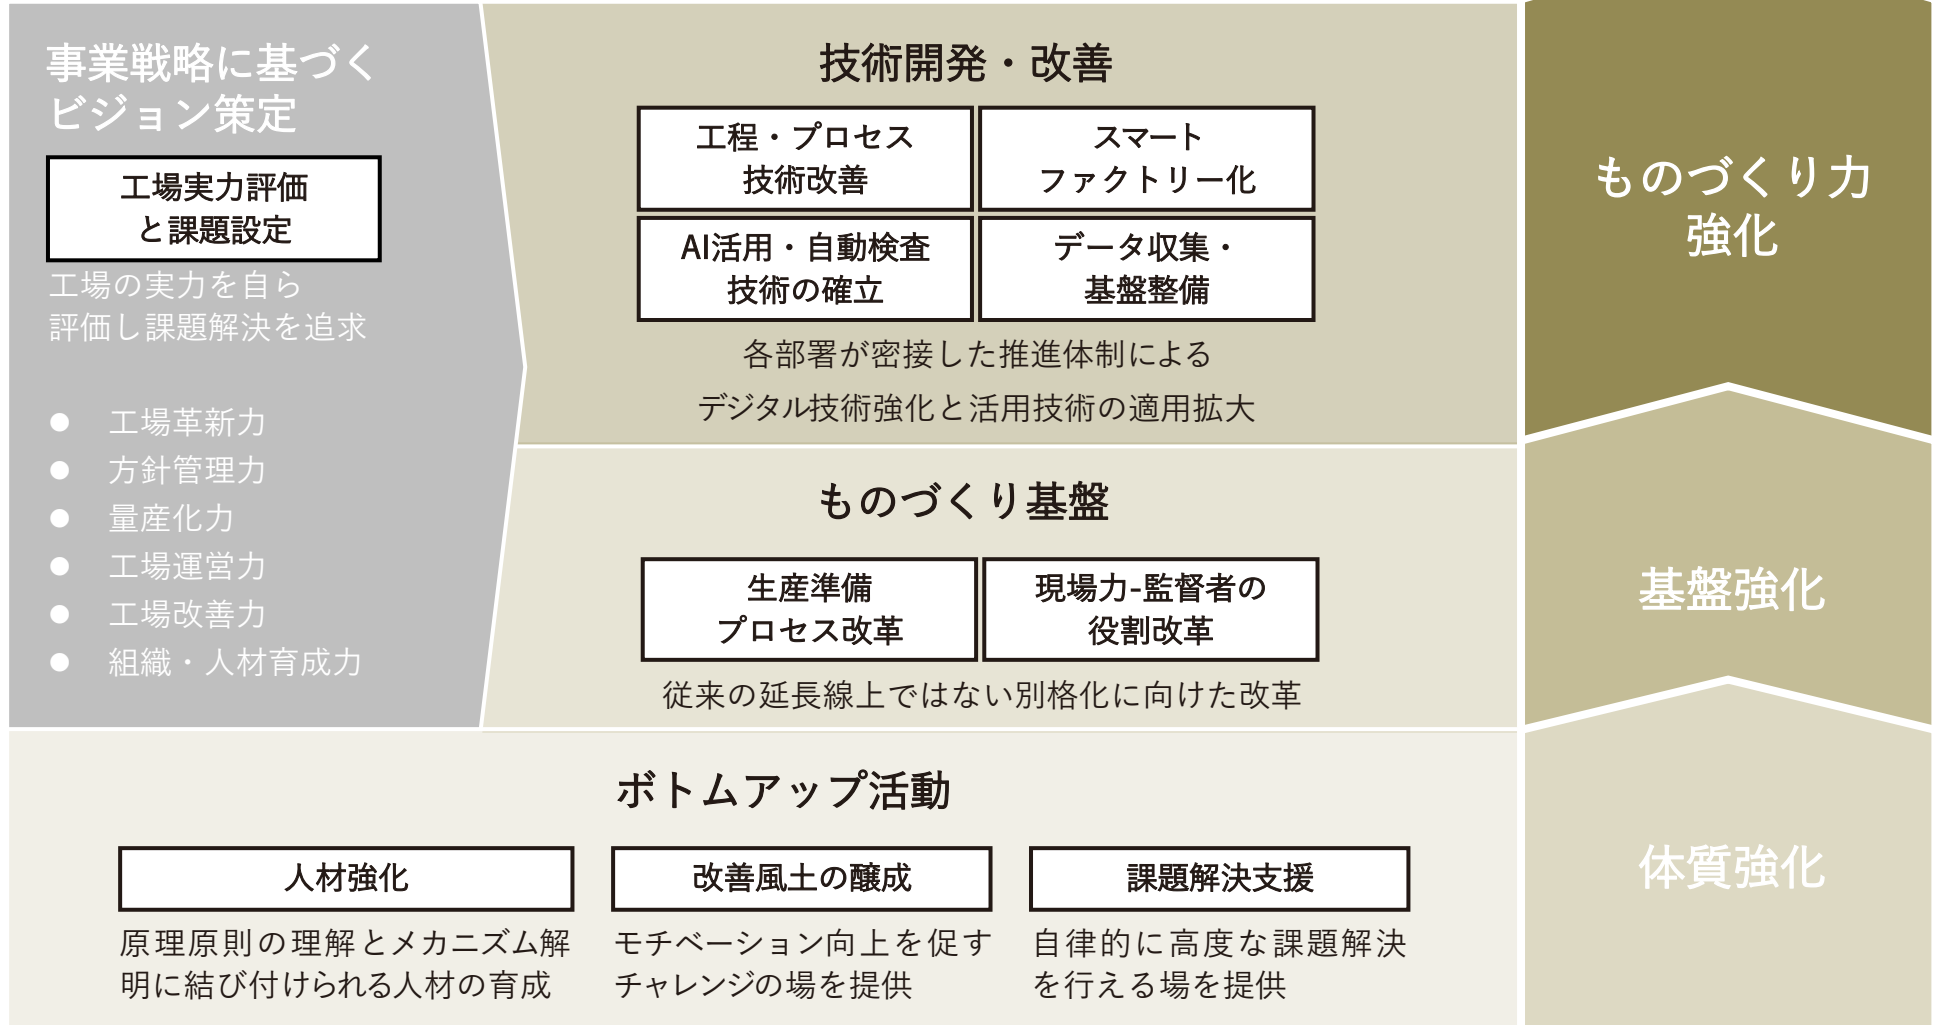 事業戦略に基づく
ビジョン策定
工場実力評価
と課題設定
工場の実力を自ら
評価し課題解決を追求
● 工場革新力
● 方針管理力
● 量産化力
● 工場運営力
● 工場改善力
● 組織・人材育成力
技術開発・改善
工程・プロセス
技術改善
スマート
ファクトリー化
AI活用・自動検査
技術の確立
データ収集・
基盤整備
各部署が密接した推進体制による
デジタル技術強化と活用技術の適用拡大
ものづくり基盤
生産準備
プロセス改革
現場力-監督者の
役割改革
従来の延長線上ではない別格化に向けた改革
ボトムアップ活動
人材強化
原理原則の理解とメカニズム解
明に結び付けられる人材の育成
改善風土の醸成
モチベーション向上を促す
チャレンジの場を提供
課題解決支援
自律的に高度な課題解決
を行える場を提供
ものづくり力
強化
基盤強化
体質強化